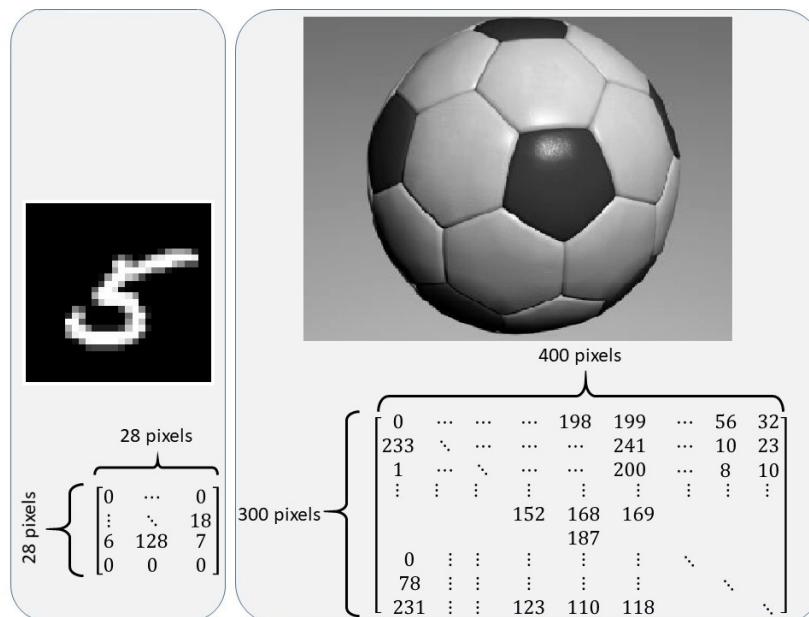 28 pixels
28 pixels
0 ⋯ 0
⋮ ⋱ 18
6 128 7
0 0 0
400 pixels
300 pixels
0 ⋯ ⋯ ⋯ 198 199 ⋯ 56 32
233 ⋱ ⋯ ⋯ ⋯ 241 ⋯ 10 23
1 ⋯ ⋱ ⋯ ⋯ 200 ⋯ 8 10
⋮ ⋮ ⋮ ⋮ ⋮ ⋮ ⋮ ⋮ ⋮
152 168 169
187
0 ⋮ ⋮ ⋮ ⋮ ⋮ ⋱
78 ⋮ ⋮ ⋮ ⋮ ⋮ ⋱
231 ⋮ ⋮ 123 110 118 ⋱